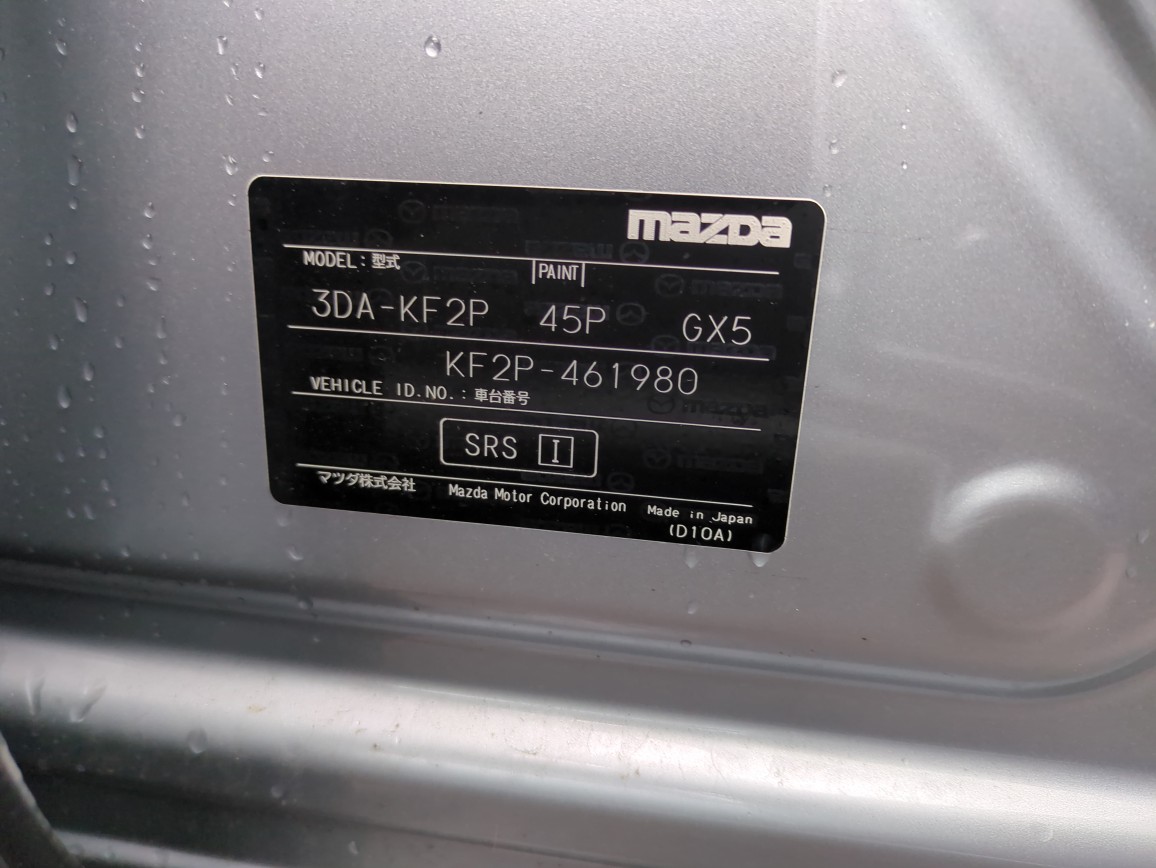 mazda
MODEL : 型式 PAINT
3DA-KF2P 45P GX5
KF2P-461980
VEHICLE ID.NO. : 車台番号
SRS I
マツダ株式会社 Mazda Motor Corporation Made in Japan
(D10A)